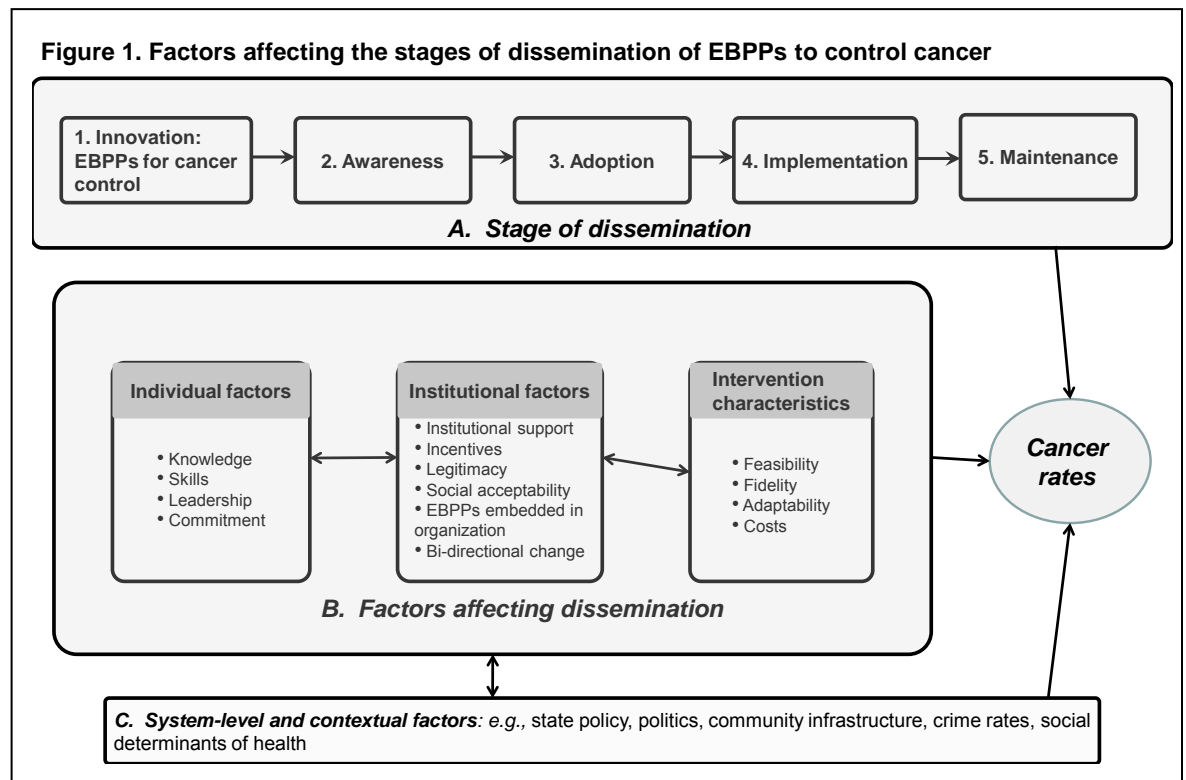 Figure 1. Factors affecting the stages of dissemination of EBPPs to control cancer
1. Innovation:
EBPPs for cancer
control
2. Awareness
3. Adoption
4. Implementation
5. Maintenance
A. Stage of dissemination
Individual factors
• Knowledge
• Skills
• Leadership
• Commitment
Institutional factors
• Institutional support
• Incentives
• Legitimacy
• Social acceptability
• EBPPs embedded in
organization
• Bi-directional change
Intervention
characteristics
• Feasibility
• Fidelity
• Adaptability
• Costs
B. Factors affecting dissemination
Cancer
rates
C. System-level and contextual factors: e.g., state policy, politics, community infrastructure, crime rates, social
determinants of health